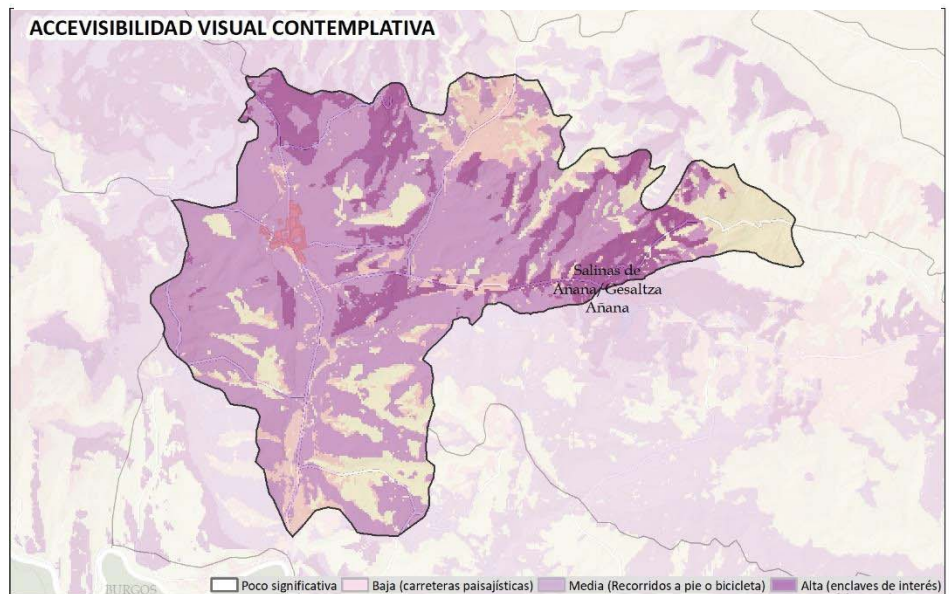 ACCEVISIBILIDAD VISUAL CONTEMPLATIVA
Salinas de
Añana/Gesaltza
Añana
BURGOS
Poco significativa
Baja (carreteras paisajísticas)
Media (Recorridos a pie o bicicleta)
Alta (enclaves de interés)